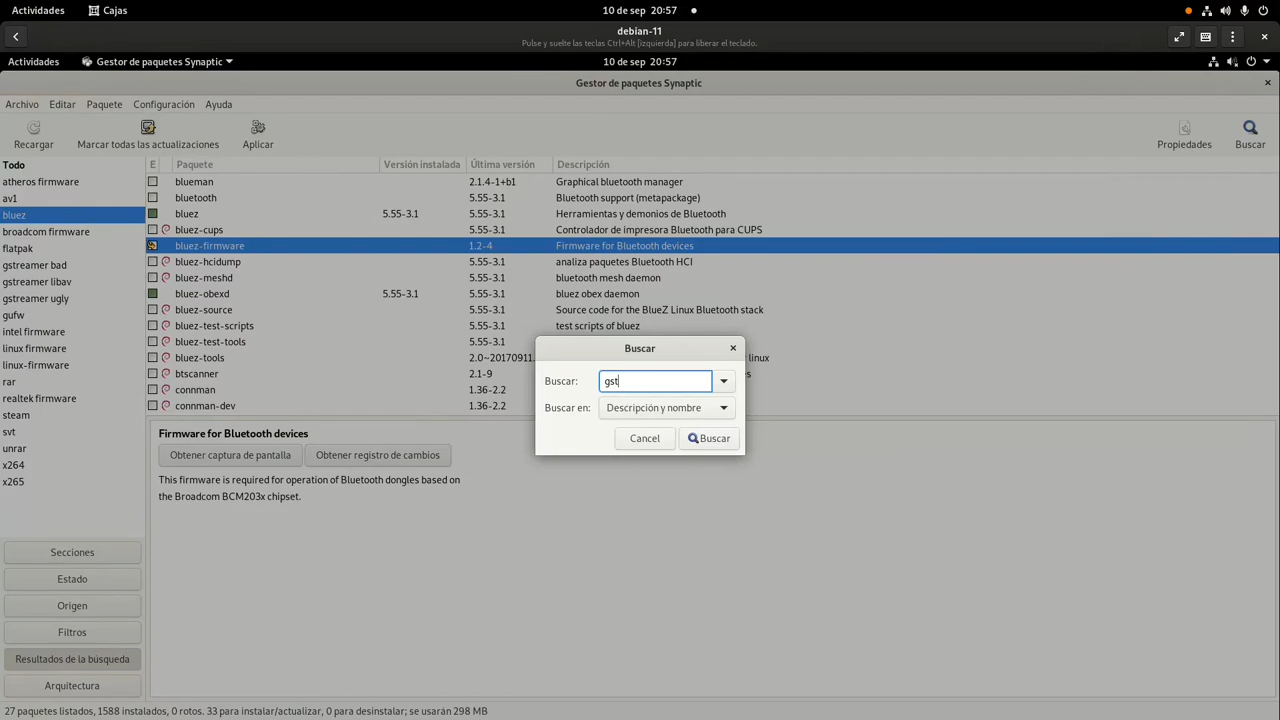 Actividades Cajas 10 de sep 20:57
debian-11
Pulse y suelte las teclas Ctrl+Alt [izquierda] para liberar el teclado.
Actividades Gestor de paquetes Synaptic 10 de sep 20:57
Gestor de paquetes Synaptic
Archivo Editar Paquete Configuración Ayuda
Recargar Marcar todas las actualizaciones Aplicar Propiedades Buscar
Todo
atheros firmware
av1
bluez
broadcom firmware
flatpak
gstreamer bad
gstreamer libav
gstreamer ugly
gufw
intel firmware
linux firmware
linux-firmware
rar
realtek firmware
steam
svt
unrar
x264
x265
Secciones
Estado
Origen
Filtros
Resultados de la búsqueda
Arquitectura
E Paquete Versión instalada Última versión Descripción
blueman 2.1.4-1+b1 Graphical bluetooth manager
bluetooth 5.55-3.1 Bluetooth support (metapackage)
bluez 5.55-3.1 5.55-3.1 Herramientas y demonios de Bluetooth
bluez-cups 5.55-3.1 Controlador de impresora Bluetooth para CUPS
bluez-firmware 1.2-4 Firmware for Bluetooth devices
bluez-hcidump 5.55-3.1 analiza paquetes Bluetooth HCI
bluez-meshd 5.55-3.1 bluetooth mesh daemon
bluez-obexd 5.55-3.1 5.55-3.1 bluez obex daemon
bluez-source 5.55-3.1 Source code for the BlueZ Linux Bluetooth stack
bluez-test-scripts 5.55-3.1 test scripts of bluez
bluez-test-tools 5.55-3.1
bluez-tools 2.0~20170911. linux
btscanner 2.1-9
connman 1.36-2.2
connman-dev 1.36-2.2
Buscar
Buscar: gst
Buscar en: Descripción y nombre
Cancel Buscar
Firmware for Bluetooth devices
Obtener captura de pantalla Obtener registro de cambios
This firmware is required for operation of Bluetooth dongles based on
the Broadcom BCM203x chipset.
27 paquetes listados, 1588 instalados, 0 rotos. 33 para instalar/actualizar, 0 para desinstalar; se usarán 298 MB